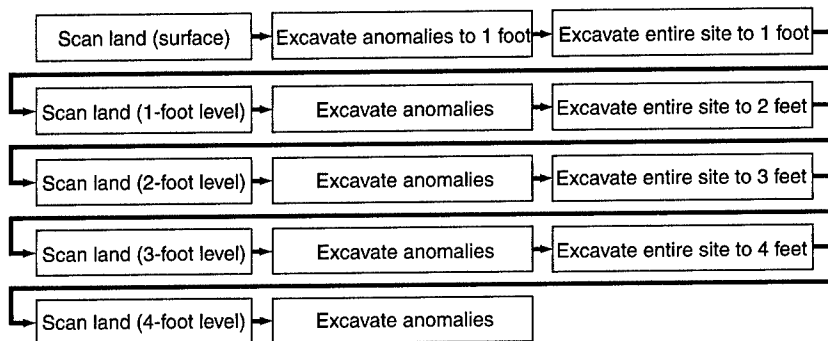 Scan land (surface)
Excavate anomalies to 1 foot
Excavate entire site to 1 foot
Scan land (1-foot level)
Excavate anomalies
Excavate entire site to 2 feet
Scan land (2-foot level)
Excavate anomalies
Excavate entire site to 3 feet
Scan land (3-foot level)
Excavate anomalies
Excavate entire site to 4 feet
Scan land (4-foot level)
Excavate anomalies